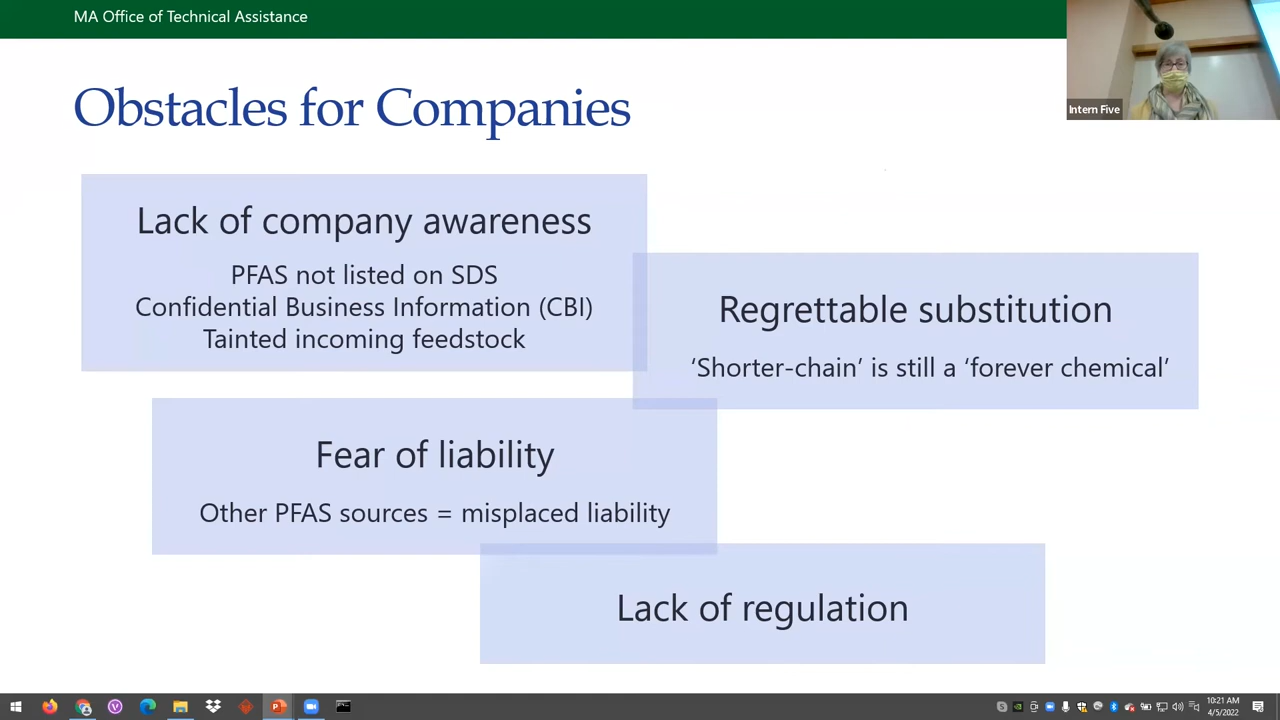 MA Office of Technical Assistance
Intern Five
Obstacles for Companies
Lack of company awareness
PFAS not listed on SDS
Confidential Business Information (CBI)
Tainted incoming feedstock
Regrettable substitution
‘Shorter-chain’ is still a ‘forever chemical’
Fear of liability
Other PFAS sources = misplaced liability
Lack of regulation
10:21 AM
4/5/2022